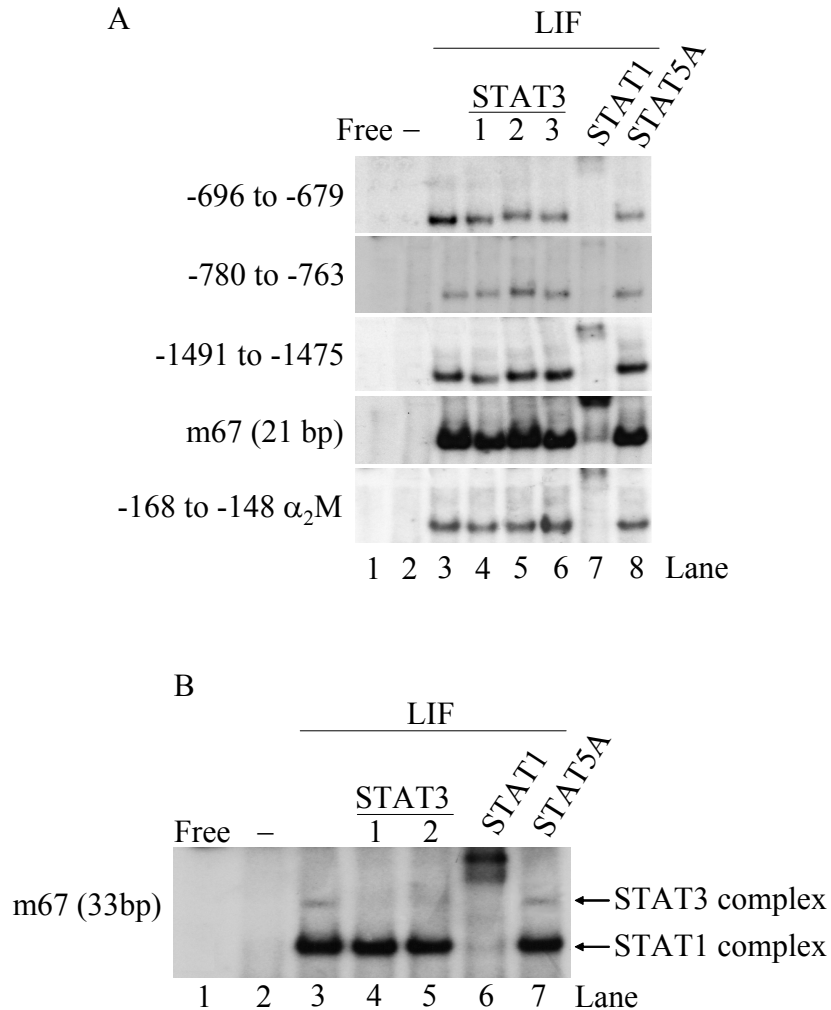 A
LIF
STAT3
STAT1
STAT5A
Free – 1 2 3
-696 to -679
-780 to -763
-1491 to -1475
m67 (21 bp)
-168 to -148 α₂M
1 2 3 4 5 6 7 8 Lane
B
LIF
STAT3
STAT1
STAT5A
Free – 1 2
m67 (33bp)
STAT3 complex
STAT1 complex
1 2 3 4 5 6 7 Lane